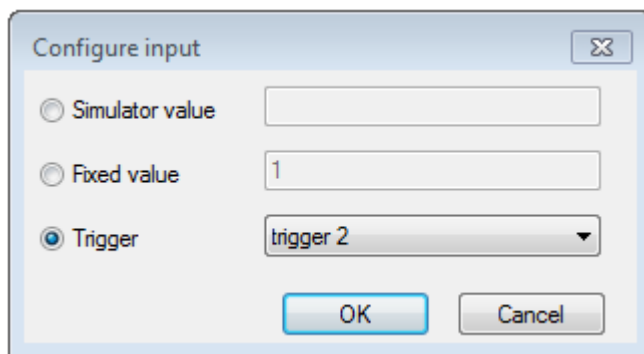 Configure input
Simulator value
Fixed value 1
Trigger trigger 2
OK Cancel